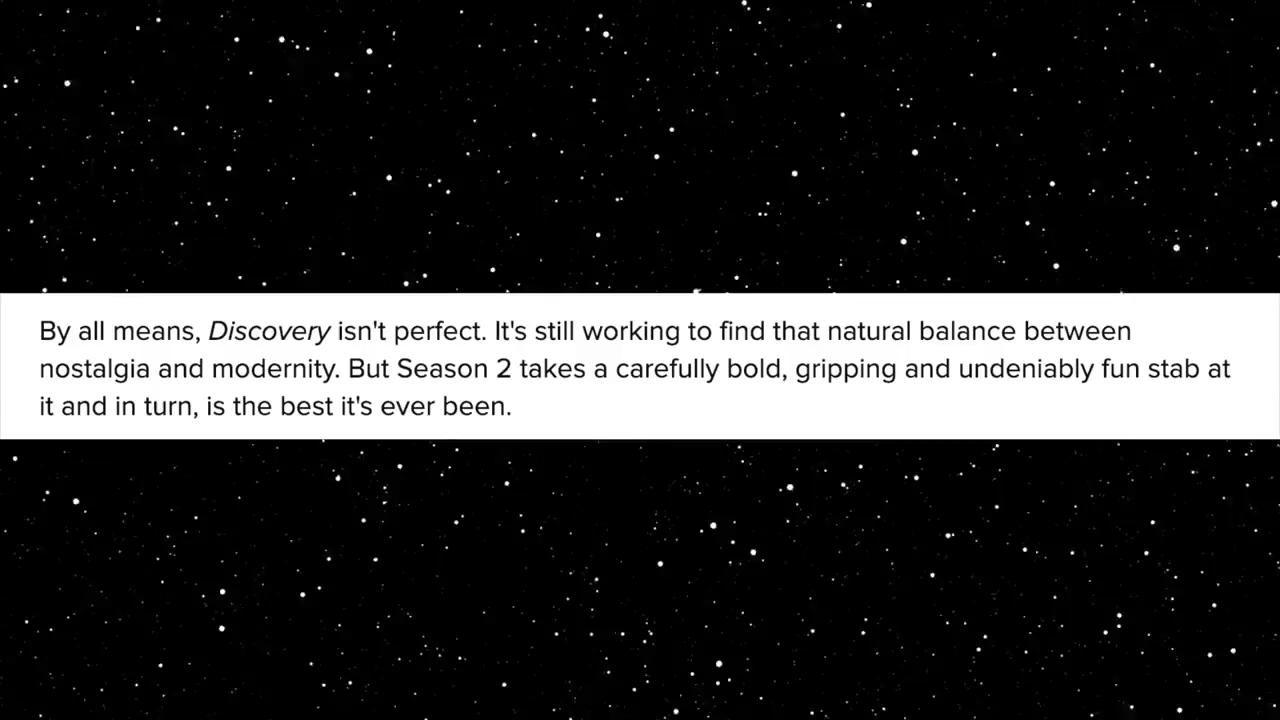 By all means, Discovery isn't perfect. It's still working to find that natural balance between
nostalgia and modernity. But Season 2 takes a carefully bold, gripping and undeniably fun stab at
it and in turn, is the best it's ever been.